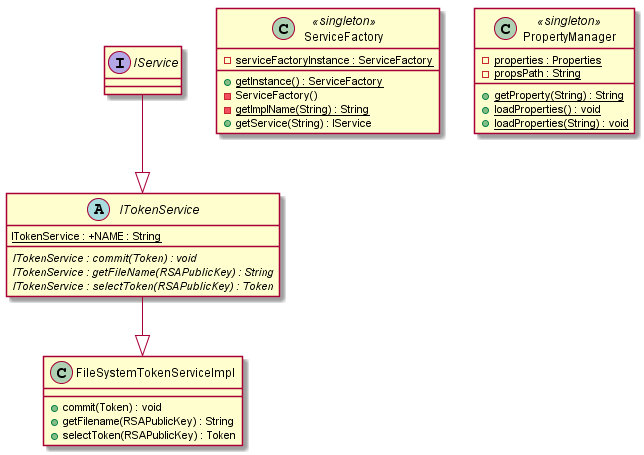 I IService
C «singleton»
ServiceFactory
serviceFactoryInstance : ServiceFactory
getInstance() : ServiceFactory
ServiceFactory()
getImplName(String) : String
getService(String) : IService
C «singleton»
PropertyManager
properties : Properties
propsPath : String
getProperty(String) : String
loadProperties() : void
loadProperties(String) : void
A ITokenService
ITokenService : +NAME : String
ITokenService : commit(Token) : void
ITokenService : getFileName(RSAPublicKey) : String
ITokenService : selectToken(RSAPublicKey) : Token
C FileSystemTokenServiceImpl
commit(Token) : void
getFilename(RSAPublicKey) : String
selectToken(RSAPublicKey) : Token